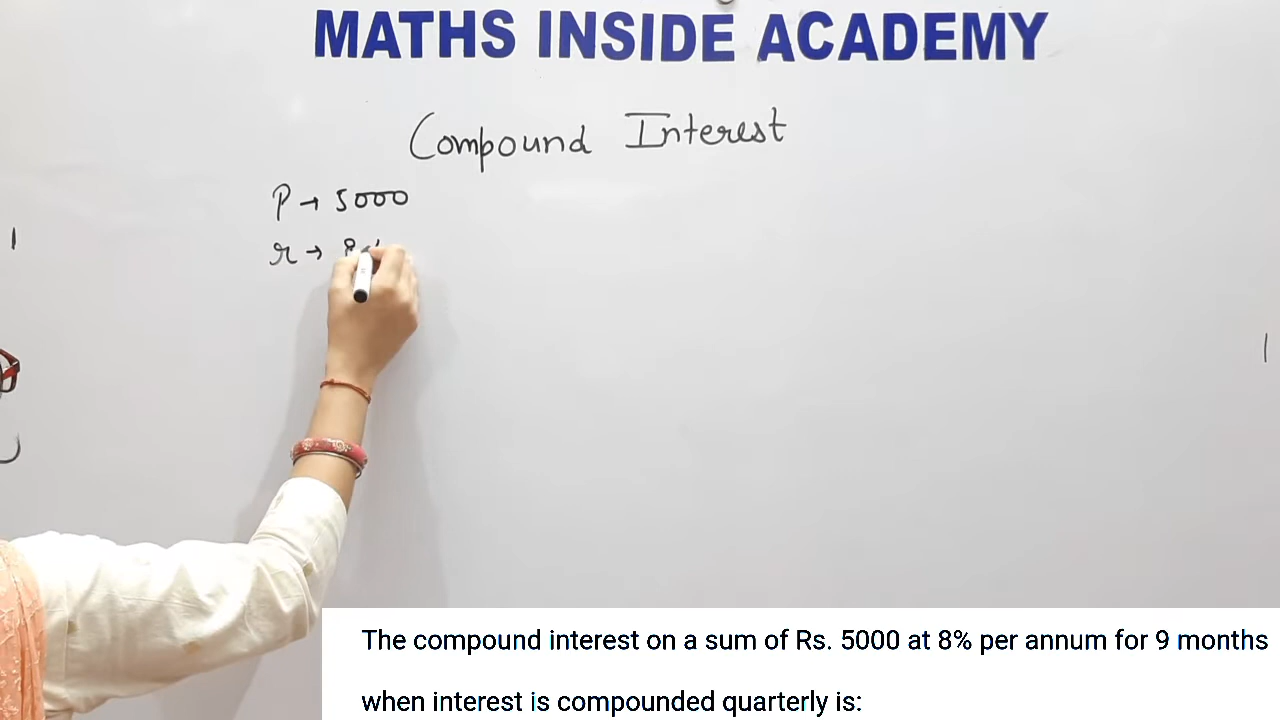 MATHS INSIDE ACADEMY
Compound Interest
P → 5000
r → 8
The compound interest on a sum of Rs. 5000 at 8% per annum for 9 months
when interest is compounded quarterly is: